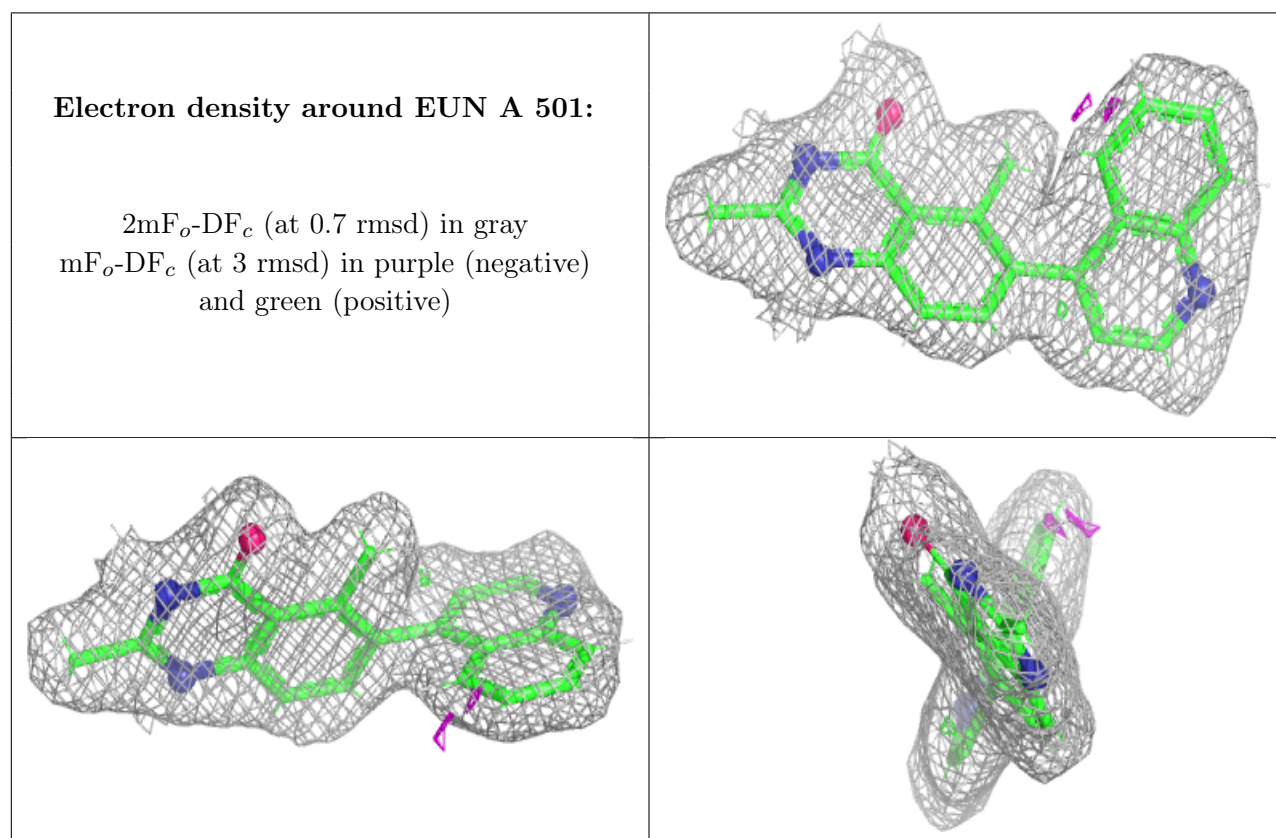 Electron density around EUN A 501:
2mFₒ-DF𝒸 (at 0.7 rmsd) in gray
mFₒ-DF𝒸 (at 3 rmsd) in purple (negative)
and green (positive)